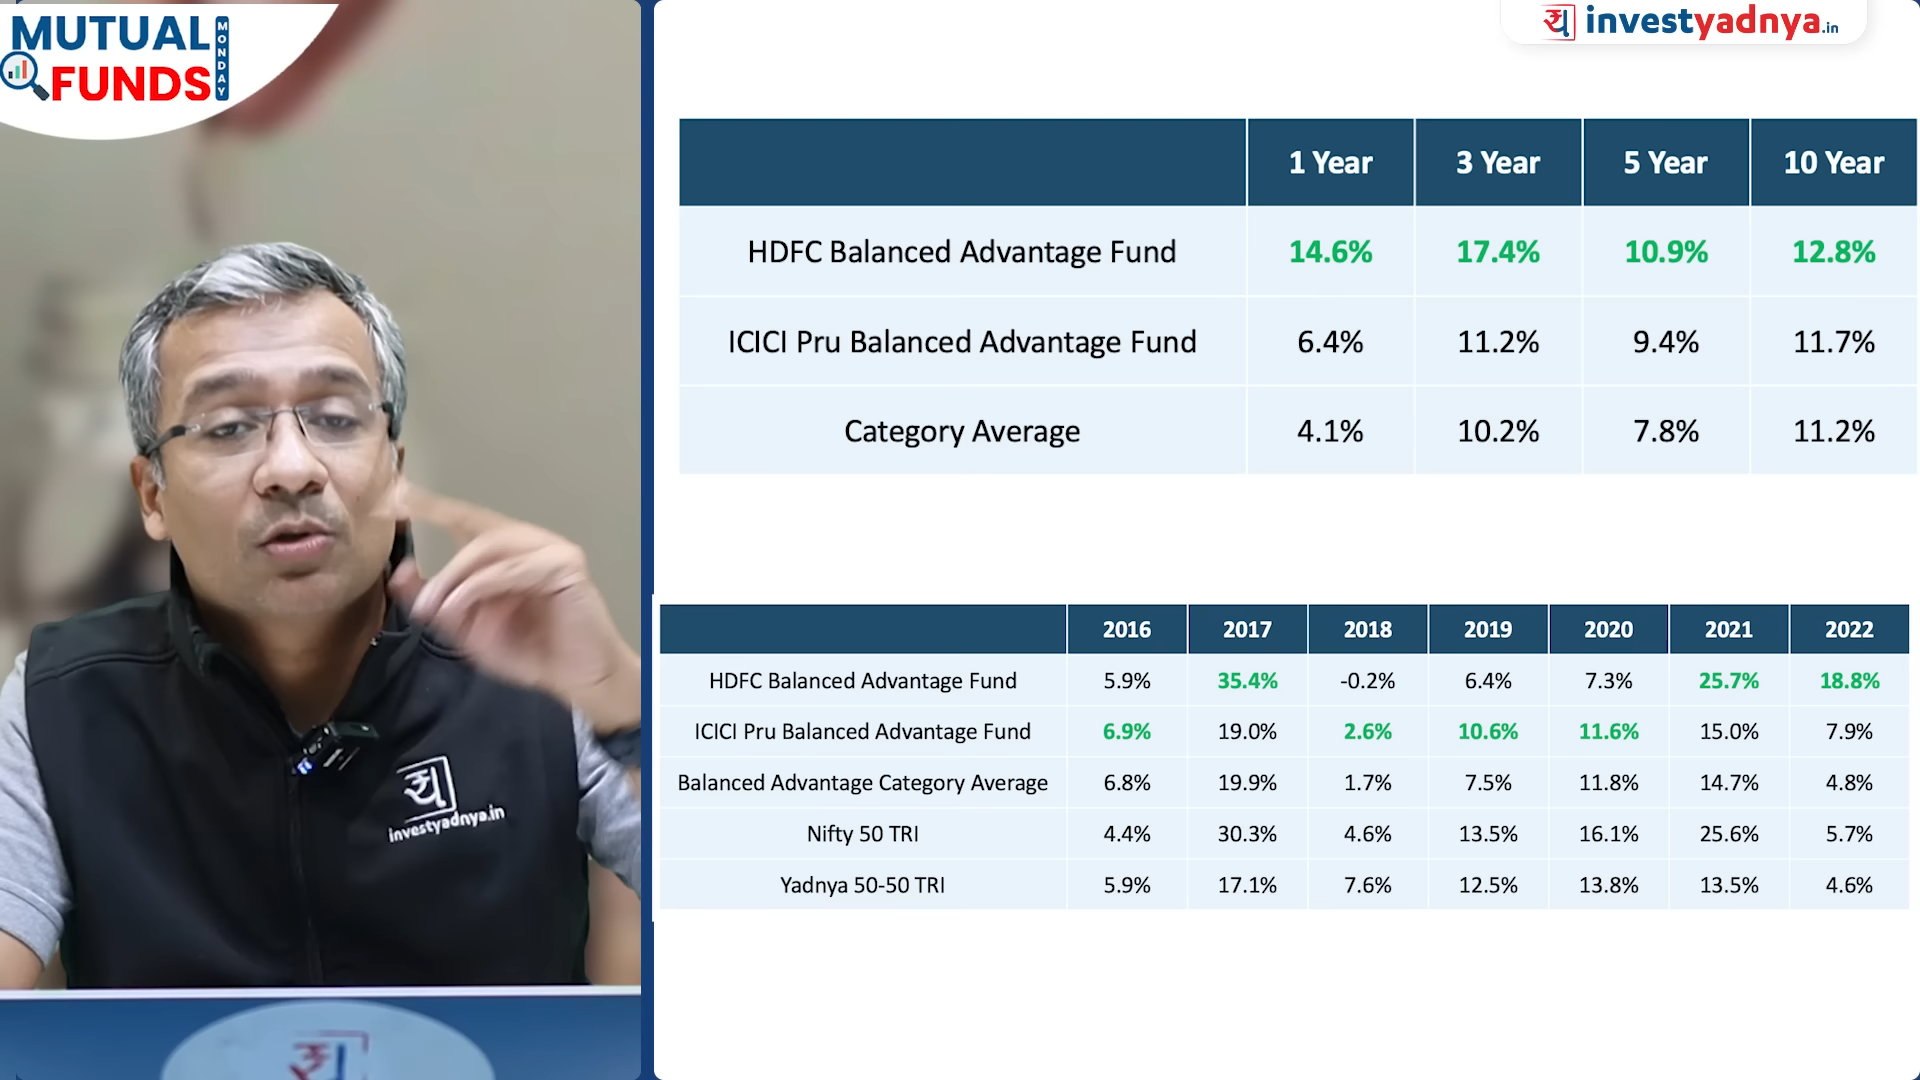 MUTUAL
FUNDS
MONDAY
investyadnya.in
1 Year 3 Year 5 Year 10 Year
HDFC Balanced Advantage Fund 14.6% 17.4% 10.9% 12.8%
ICICI Pru Balanced Advantage Fund 6.4% 11.2% 9.4% 11.7%
Category Average 4.1% 10.2% 7.8% 11.2%
2016 2017 2018 2019 2020 2021 2022
HDFC Balanced Advantage Fund 5.9% 35.4% -0.2% 6.4% 7.3% 25.7% 18.8%
ICICI Pru Balanced Advantage Fund 6.9% 19.0% 2.6% 10.6% 11.6% 15.0% 7.9%
Balanced Advantage Category Average 6.8% 19.9% 1.7% 7.5% 11.8% 14.7% 4.8%
Nifty 50 TRI 4.4% 30.3% 4.6% 13.5% 16.1% 25.6% 5.7%
Yadnya 50-50 TRI 5.9% 17.1% 7.6% 12.5% 13.8% 13.5% 4.6%
investyadnya.in